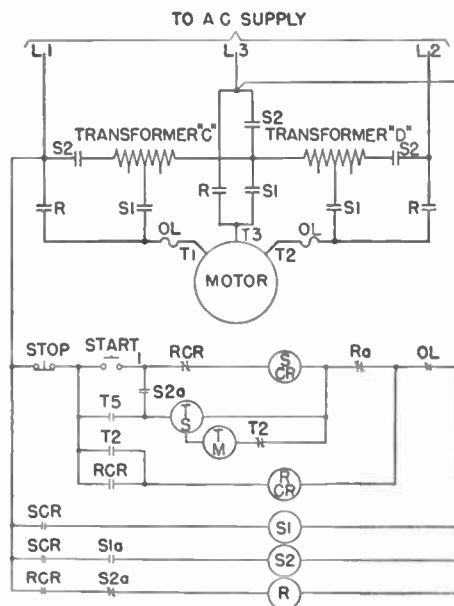 TO A C SUPPLY
L1 L3 L2
S2
TRANSFORMER "C" TRANSFORMER "D"
S2 S2
R S1 R S1 S1 R
OL T3 OL
T1 T2
MOTOR
STOP START 1 RCR S CR Ra OL
S2a
T5 T S
T2 T M T2
RCR R CR
SCR S1
SCR S1a S2
RCR S2a R